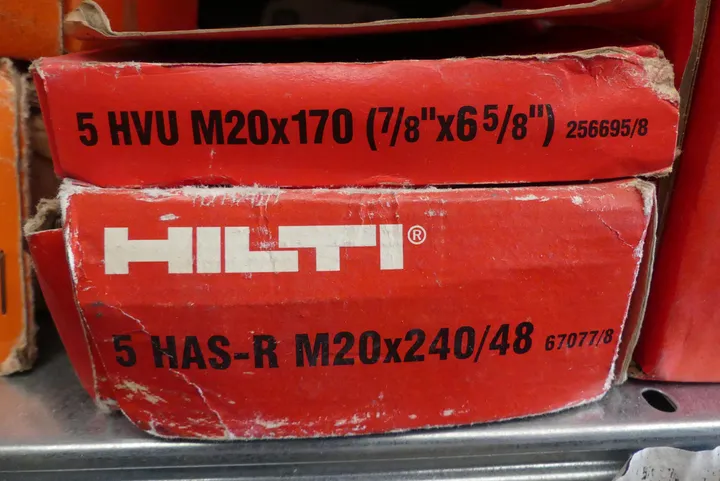 5 HVU M20x170 (7/8"x6 5/8") 256695/8
HILTI®
5 HAS-R M20x240/48 67077/8